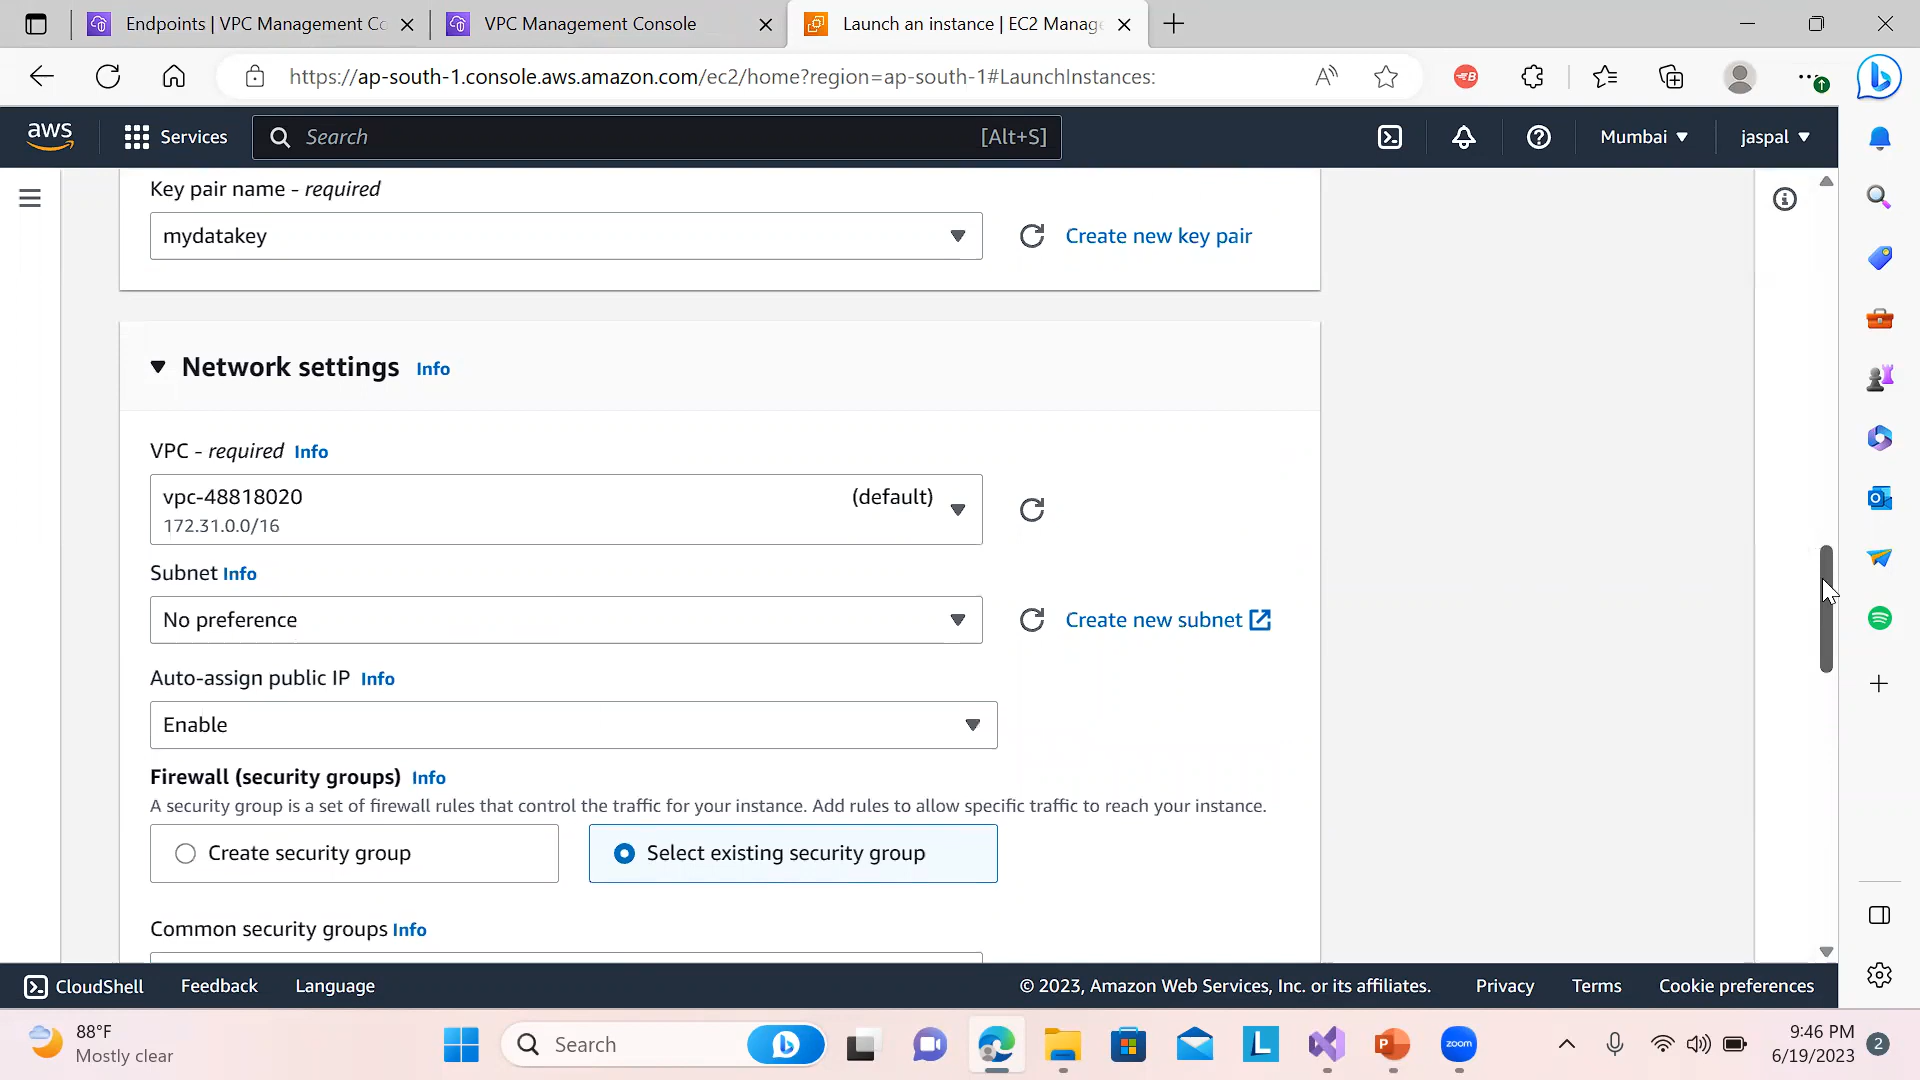 Endpoints | VPC Management Co
VPC Management Console
Launch an instance | EC2 Manag
https://ap-south-1.console.aws.amazon.com/ec2/home?region=ap-south-1#LaunchInstances:
aws
Services
Search
[Alt+S]
Mumbai
jaspal
Key pair name - required
mydatakey
Create new key pair
Network settings Info
VPC - required Info
vpc-48818020 (default)
172.31.0.0/16
Subnet Info
No preference
Create new subnet
Auto-assign public IP Info
Enable
Firewall (security groups) Info
A security group is a set of firewall rules that control the traffic for your instance. Add rules to allow specific traffic to reach your instance.
Create security group
Select existing security group
Common security groups Info
CloudShell
Feedback
Language
© 2023, Amazon Web Services, Inc. or its affiliates.
Privacy
Terms
Cookie preferences
88°F
Mostly clear
Search
zoom
9:46 PM
6/19/2023
2